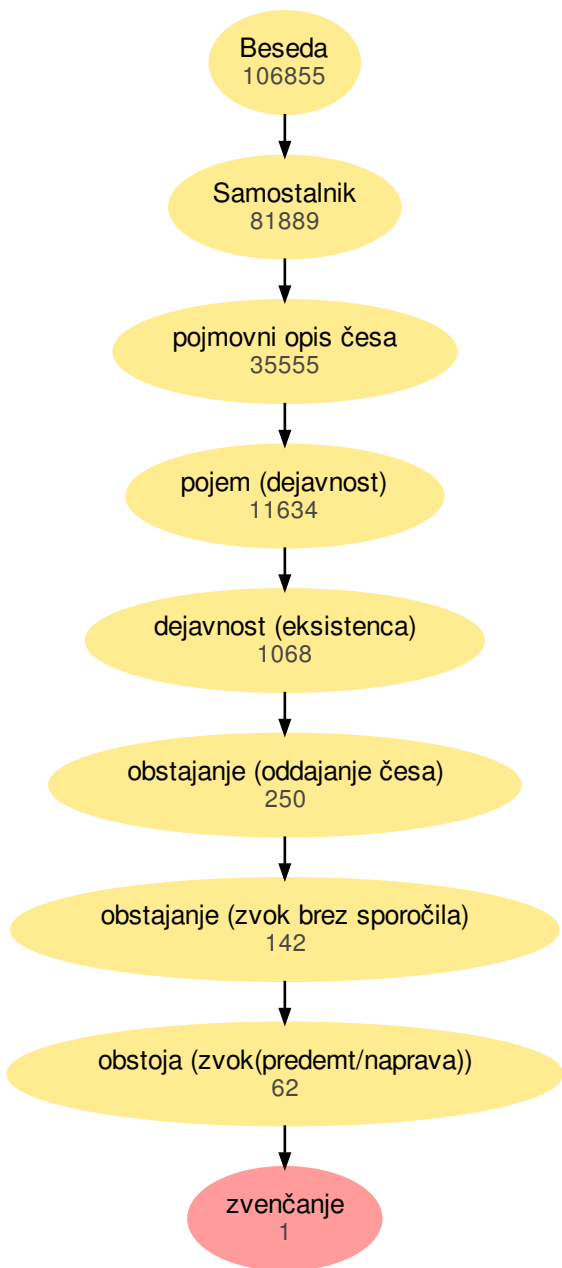 Beseda
106855
Samostalnik
81889
pojmovni opis česa
35555
pojem (dejavnost)
11634
dejavnost (eksistenca)
1068
obstajanje (oddajanje česa)
250
obstajanje (zvok brez sporočila)
142
obstoja (zvok(predemt/naprava))
62
zvenčanje
1